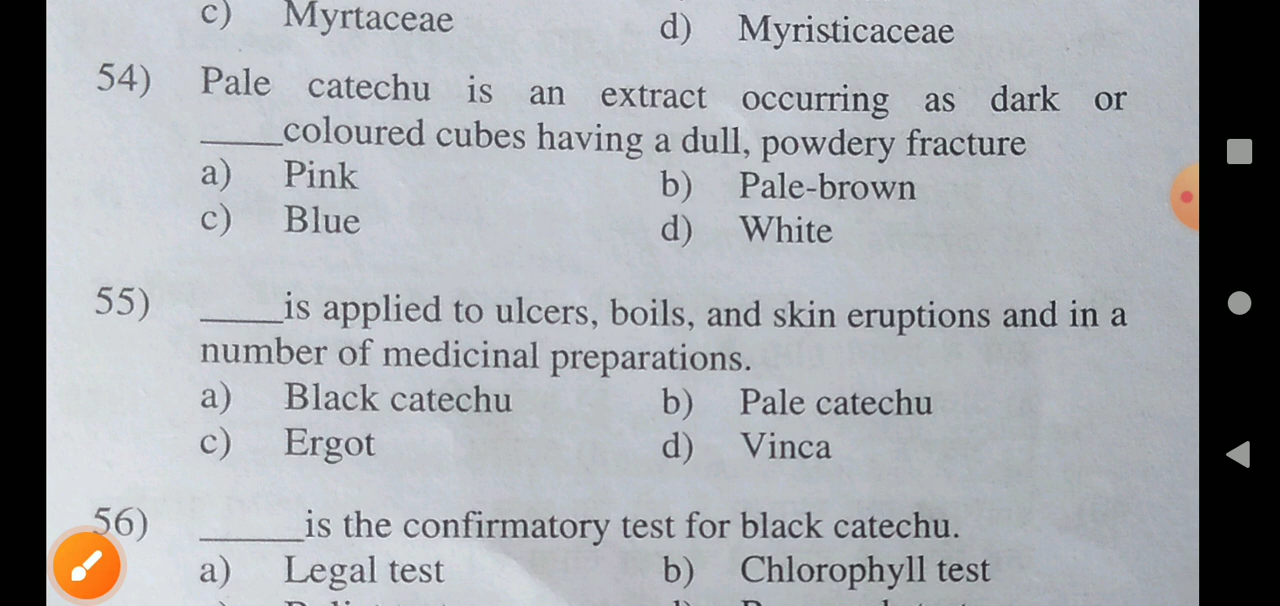 c) Myrtaceae d) Myristicaceae
54) Pale catechu is an extract occurring as dark or
____coloured cubes having a dull, powdery fracture
a) Pink b) Pale-brown
c) Blue d) White
55) ____is applied to ulcers, boils, and skin eruptions and in a
number of medicinal preparations.
a) Black catechu b) Pale catechu
c) Ergot d) Vinca
56) _____is the confirmatory test for black catechu.
a) Legal test b) Chlorophyll test